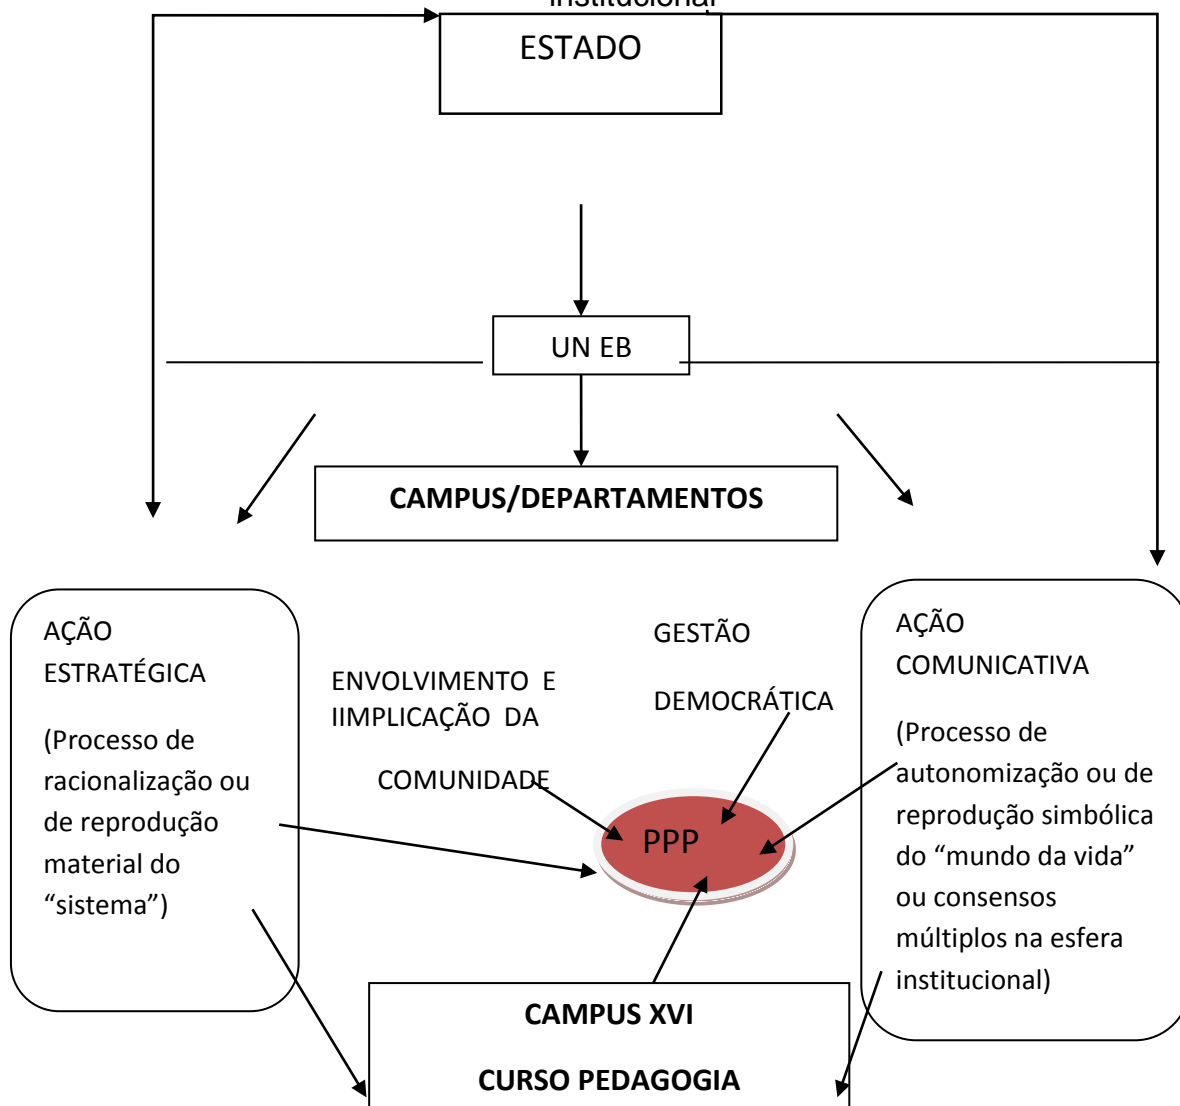 institucional
ESTADO
UN EB
CAMPUS/DEPARTAMENTOS
AÇÃO
ESTRATÉGICA
(Processo de
racionalização ou
de reprodução
material do
“sistema”)
ENVOLVIMENTO E
IIMPLICAÇÃO DA
COMUNIDADE
GESTÃO
DEMOCRÁTICA
PPP
AÇÃO
COMUNICATIVA
(Processo de
autonomização ou de
reprodução simbólica
do “mundo da vida”
ou consensos
múltiplos na esfera
institucional)
CAMPUS XVI
CURSO PEDAGOGIA